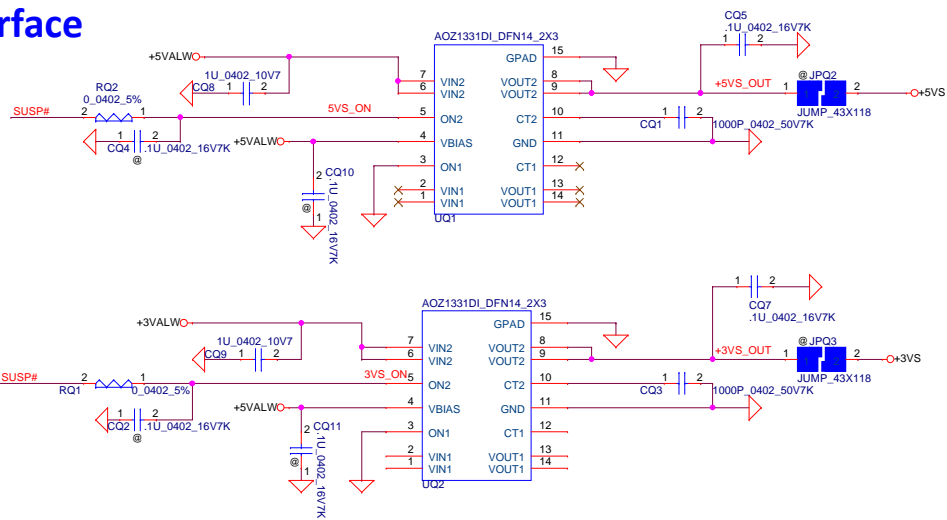 rface
AOZ1331DI_DFN14_2X3
CQ5
.1U_0402_16V7K
1 2
+5VALW
15
GPAD
1U_0402_10V7
CQ8
1 2
7 VIN2 VOUT2 8
6 VIN2 VOUT2 9
+5VS_OUT
@ JPQ2
1 1 2 2
+5VS
JUMP_43X118
RQ2
0_0402_5%
SUSP#
2 1
5VS_ON
5 ON2 CT2 10
CQ1
1 2
1000P_0402_50V7K
CQ4
1 2
.1U_0402_16V7K
@
+5VALW
4 VBIAS GND 11
3 ON1 CT1 12
2 CQ10
.1U_0402_16V7K
@
1
2 VIN1 VOUT1 13
1 VIN1 VOUT1 14
UQ1
AOZ1331DI_DFN14_2X3
1 2
CQ7
.1U_0402_16V7K
+3VALW
15
GPAD
1U_0402_10V7
CQ9
1 2
7 VIN2 VOUT2 8
6 VIN2 VOUT2 9
+3VS_OUT
@ JPQ3
1 1 2 2
+3VS
JUMP_43X118
SUSP#
2 1
RQ1
0_0402_5%
3VS_ON
5 ON2 CT2 10
CQ3
1 2
1000P_0402_50V7K
CQ2
1 2
.1U_0402_16V7K
@
+5VALW
4 VBIAS GND 11
3 ON1 CT1 12
2 CQ11
.1U_0402_16V7K
@
1
2 VIN1 VOUT1 13
1 VIN1 VOUT1 14
UQ2